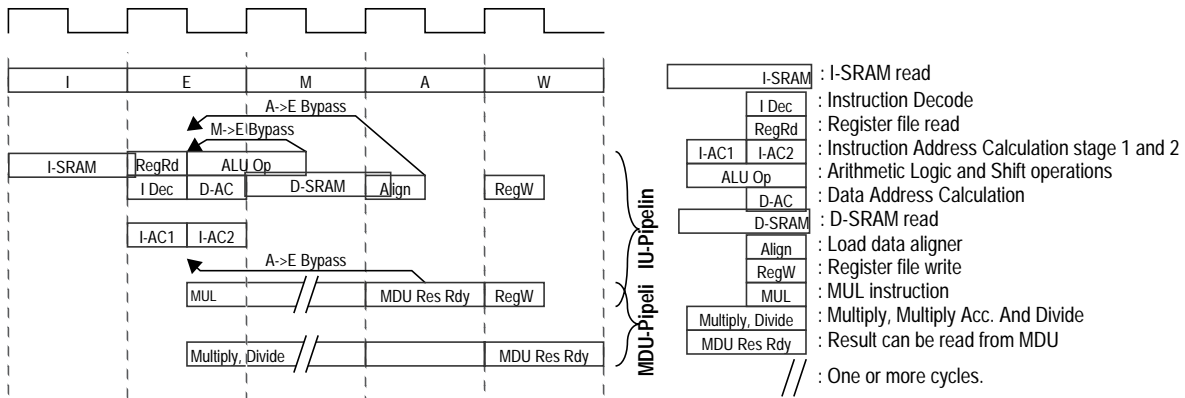 I E M A W
A->E Bypass
M->E Bypass
I-SRAM RegRd ALU Op
I Dec D-AC D-SRAM Align RegW
I-AC1 I-AC2
A->E Bypass
MUL MDU Res Rdy RegW
Multiply, Divide MDU Res Rdy
IU-Pipelin
MDU-Pipeli
I-SRAM : I-SRAM read
I Dec : Instruction Decode
RegRd : Register file read
I-AC1 I-AC2 : Instruction Address Calculation stage 1 and 2
ALU Op : Arithmetic Logic and Shift operations
D-AC : Data Address Calculation
D-SRAM : D-SRAM read
Align : Load data aligner
RegW : Register file write
MUL : MUL instruction
Multiply, Divide : Multiply, Multiply Acc. And Divide
MDU Res Rdy : Result can be read from MDU
: One or more cycles.